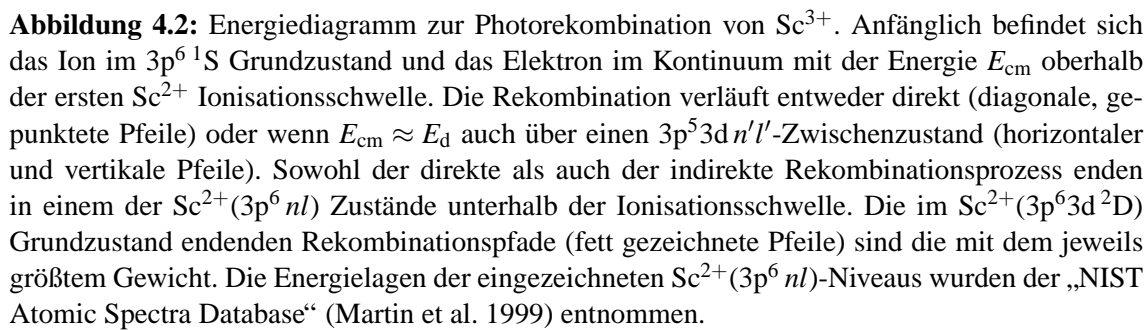 Abbildung 4.2: Energiediagramm zur Photorekombination von Sc³⁺. Anfänglich befindet sich
das Ion im 3p⁶ ¹S Grundzustand und das Elektron im Kontinuum mit der Energie E_cm oberhalb
der ersten Sc²⁺ Ionisationsschwelle. Die Rekombination verläuft entweder direkt (diagonale, ge-
punktete Pfeile) oder wenn E_cm ≈ E_d auch über einen 3p⁵3d n′l′-Zwischenzustand (horizontaler
und vertikale Pfeile). Sowohl der direkte als auch der indirekte Rekombinationsprozess enden
in einem der Sc²⁺(3p⁶ nl) Zustände unterhalb der Ionisationsschwelle. Die im Sc²⁺(3p⁶3d ²D)
Grundzustand endenden Rekombinationspfade (fett gezeichnete Pfeile) sind die mit dem jeweils
größtem Gewicht. Die Energielagen der eingezeichneten Sc²⁺(3p⁶ nl)-Niveaus wurden der „NIST
Atomic Spectra Database“ (Martin et al. 1999) entnommen.